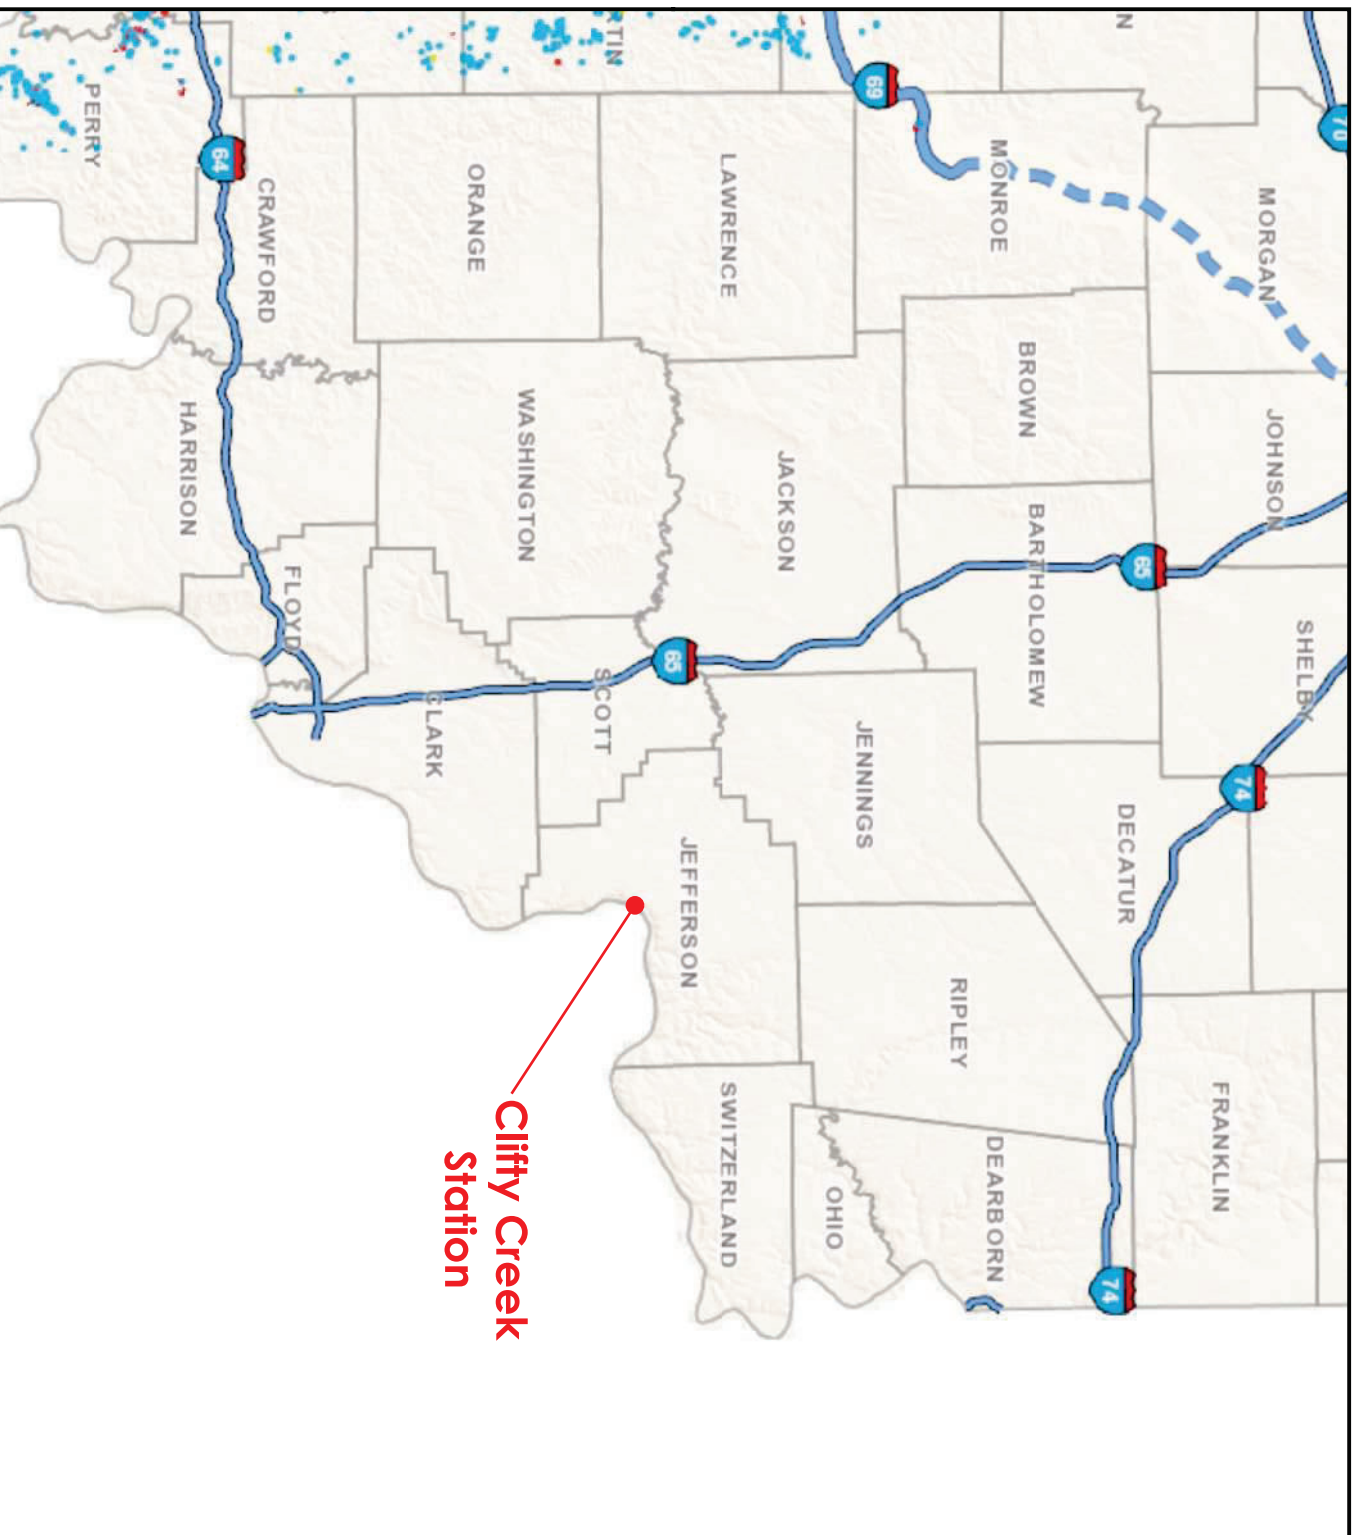 70
SHELBY
JOHNSON
MORGAN
74
FRANKLIN
65
DECATUR
N
74
BARTHOLOMEW
BROWN
MONROE
DEARBORN
RIPLEY
69
JENNINGS
OHIO
JACKSON
LAWRENCE
SWITZERLAND
JEFFERSON
65
RTIN
SCOTT
WASHINGTON
Clifty Creek
Station
ORANGE
CLARK
FLOYD
CRAWFORD
64
HARRISON
PERRY